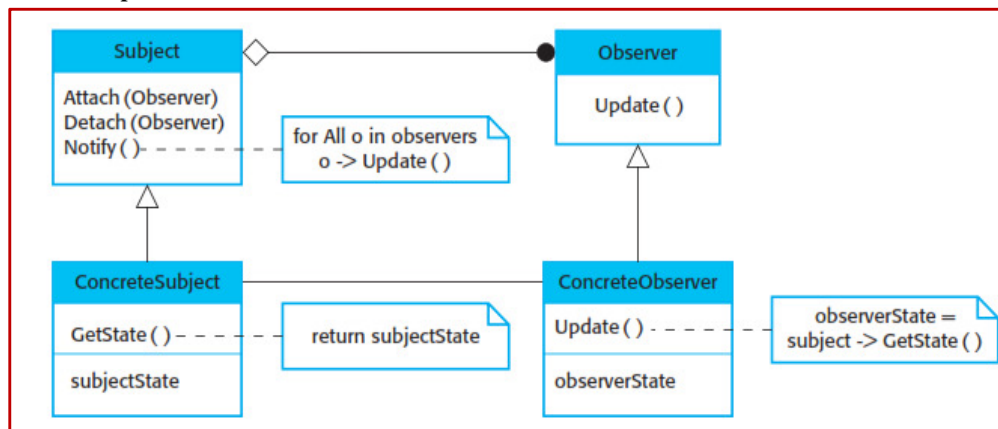 Subject
Attach (Observer)
Detach (Observer)
Notify ( )
for All o in observers
o -> Update ( )
Observer
Update ( )
ConcreteSubject
GetState ( )
subjectState
return subjectState
ConcreteObserver
Update ( )
observerState
observerState =
subject -> GetState ( )